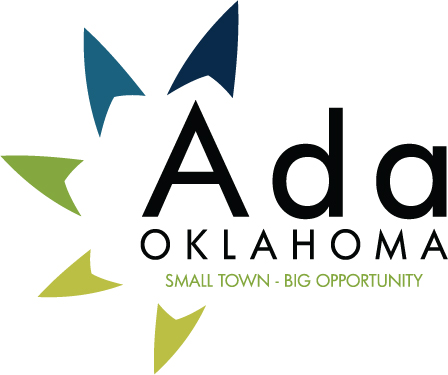 Ada
OKLAHOMA
SMALL TOWN - BIG OPPORTUNITY